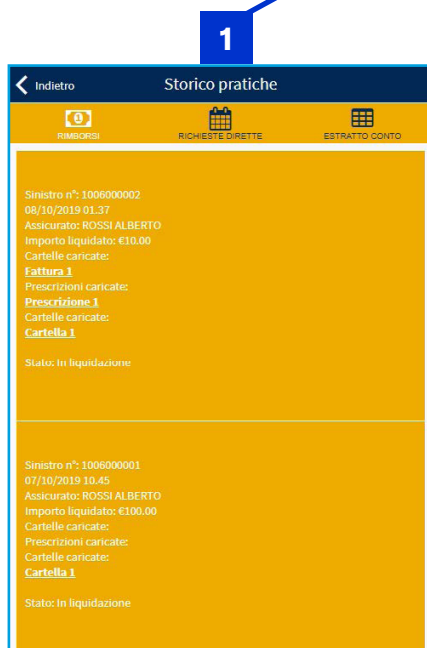 1
Indietro
Storico pratiche
1
RIMBORSI
RICHIESTE DIRETTE
ESTRATTO CONTO
Sinistro n°: 1006000002
08/10/2019 01.37
Assicurato: ROSSI ALBERTO
Importo liquidato: €10.00
Cartelle caricate:
Fattura 1
Prescrizioni caricate:
Prescrizione 1
Cartelle caricate:
Cartella 1
Stato: In liquidazione
Sinistro n°: 1006000001
07/10/2019 10.45
Assicurato: ROSSI ALBERTO
Importo liquidato: €100.00
Cartelle caricate:
Prescrizioni caricate:
Cartelle caricate:
Cartella 1
Stato: In liquidazione